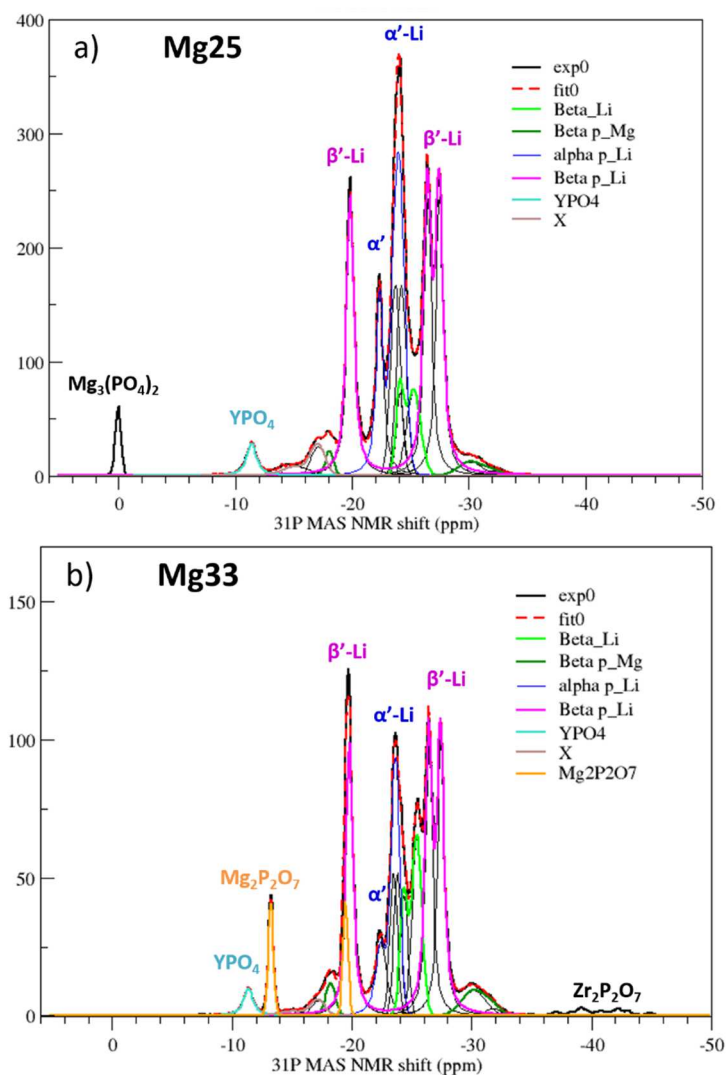 a) Mg25
400
300
200
100
0
α’-Li
β’-Li
β’-Li
α’
Mg₃(PO₄)₂
YPO₄
exp0
fit0
Beta_Li
Beta p_Mg
alpha p_Li
Beta p_Li
YPO4
X
0 -10 -20 -30 -40 -50
31P MAS NMR shift (ppm)
b) Mg33
150
100
50
0
β’-Li
α’-Li
β’-Li
α’
Mg₂P₂O₇
YPO₄
Zr₂P₂O₇
exp0
fit0
Beta_Li
Beta p_Mg
alpha p_Li
Beta p_Li
YPO4
X
Mg2P2O7
0 -10 -20 -30 -40 -50
31P MAS NMR shift (ppm)